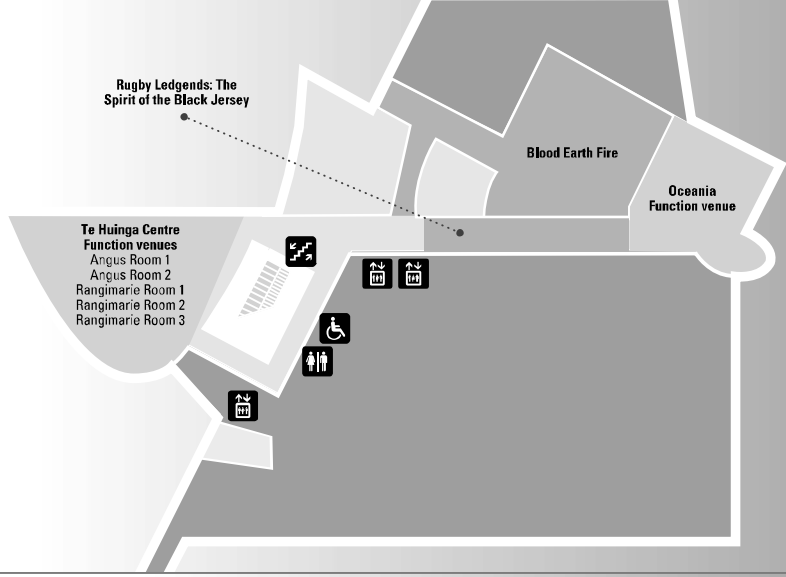 Rugby Ledgends: The
Spirit of the Black Jersey
Blood Earth Fire
Oceania
Function venue
Te Huinga Centre
Function venues
Angus Room 1
Angus Room 2
Rangimarie Room 1
Rangimarie Room 2
Rangimarie Room 3